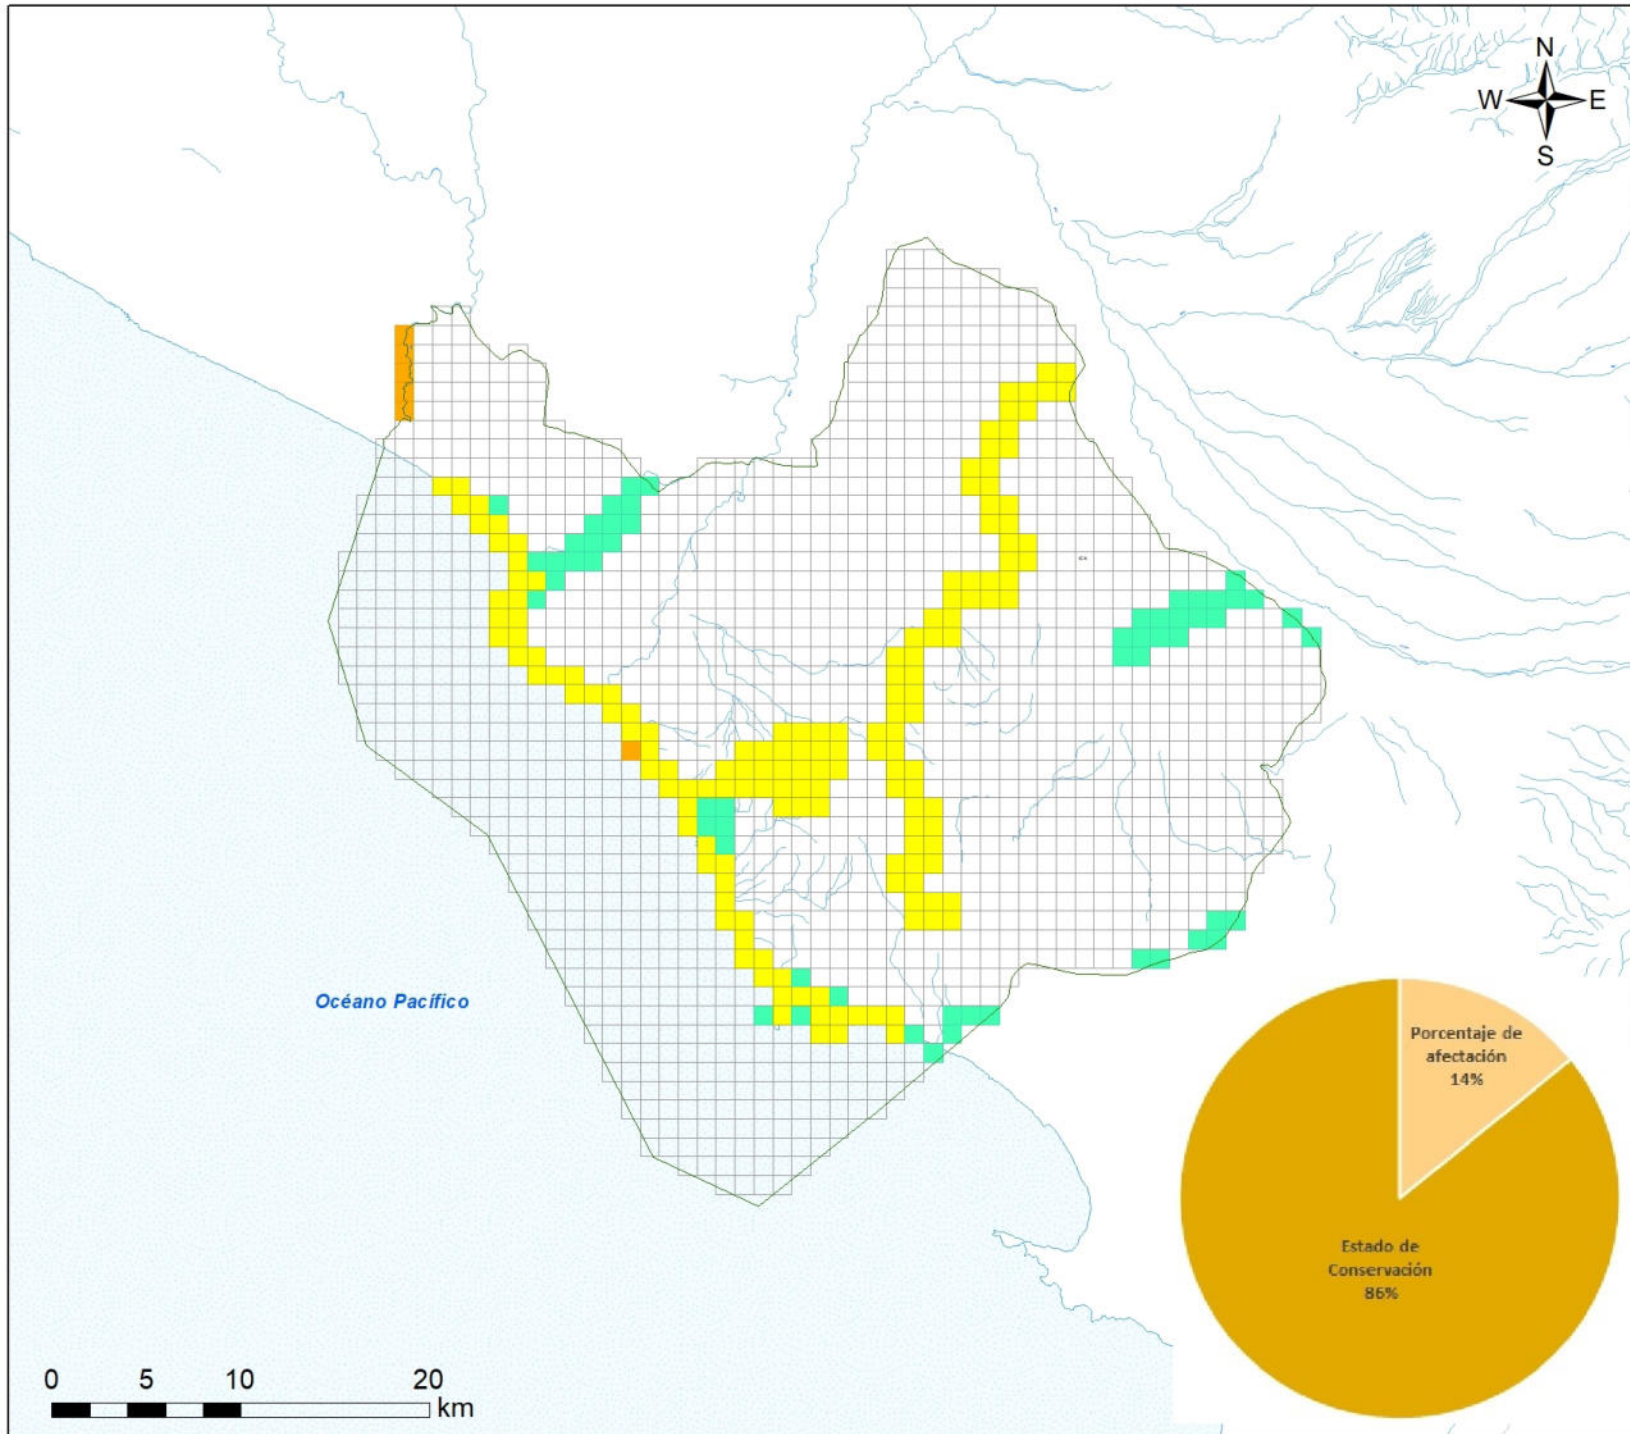 N
W E
S
Océano Pacífico
Porcentaje de
afectación
14%
Estado de
Conservación
86%
0 5 10 20
km